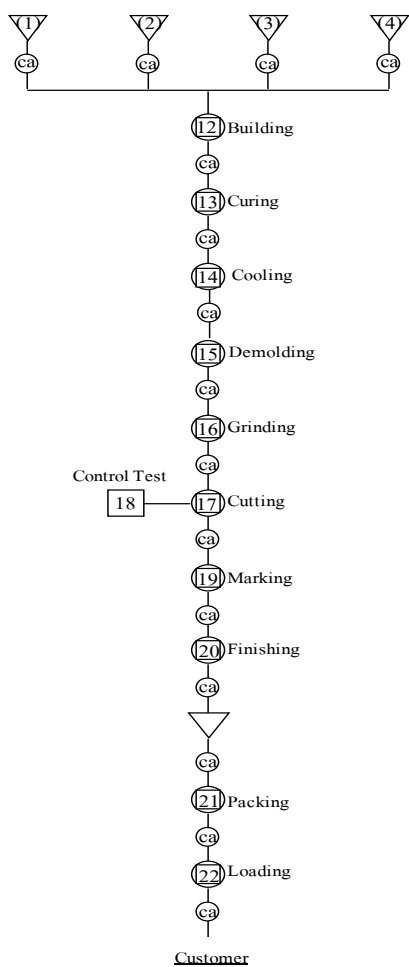 (1) (2) (3) (4)
ca ca ca ca
12 Building
ca
13 Curing
ca
14 Cooling
ca
15 Demolding
ca
16 Grinding
ca
Control Test
18 17 Cutting
ca
19 Marking
ca
20 Finishing
ca
ca
21 Packing
ca
22 Loading
ca
Customer